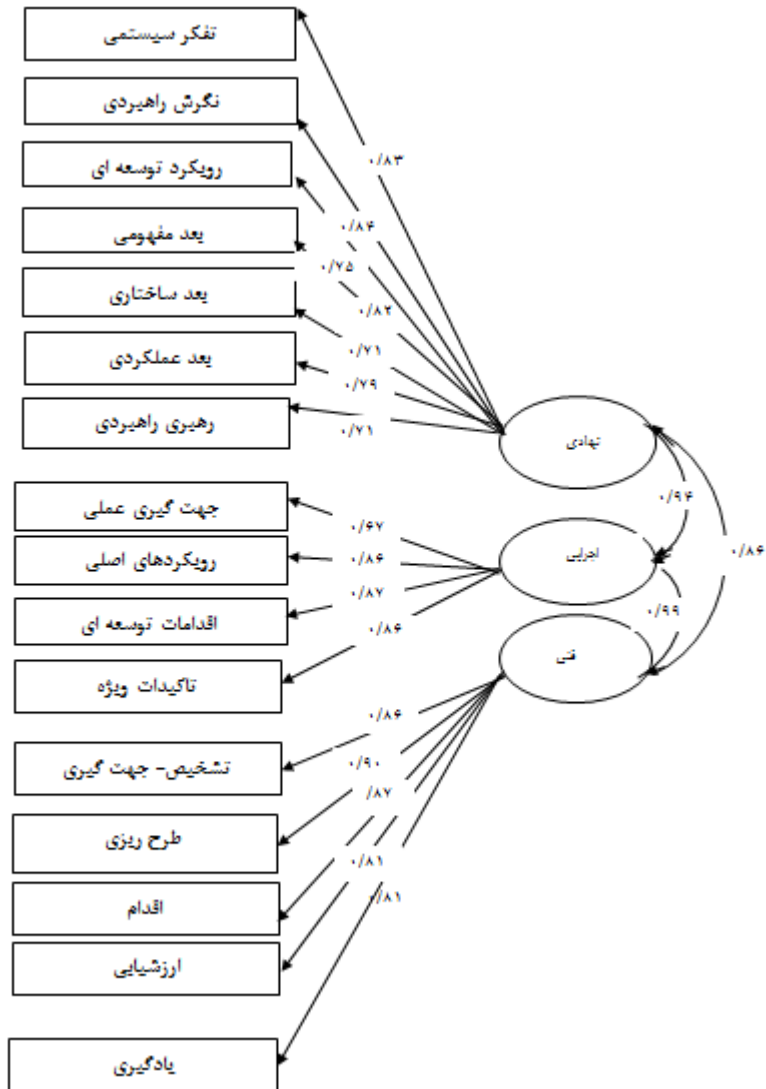 تفکر سیستمی
نگرش راهبردی
رویکرد توسعه ای
بعد مفهومی
بعد ساختاری
بعد عملکردی
رهبری راهبردی
۰/۸۳
۰/۸۴
۰/۷۵
۰/۸۲
۰/۷۱
۰/۷۹
۰/۷۱
نهادی
جهت گیری عملی
رویکردهای اصلی
اقدامات توسعه ای
تاکیدات ویژه
۰/۶۷
۰/۸۶
۰/۸۷
۰/۸۶
اجرایی
۰/۹۴
۰/۸۶
۰/۹۹
فنی
تشخیص- جهت گیری
طرح ریزی
اقدام
ارزشیابی
یادگیری
۰/۸۶
۰/۹۰
/۸۷
۰/۸۱
۰/۸۱